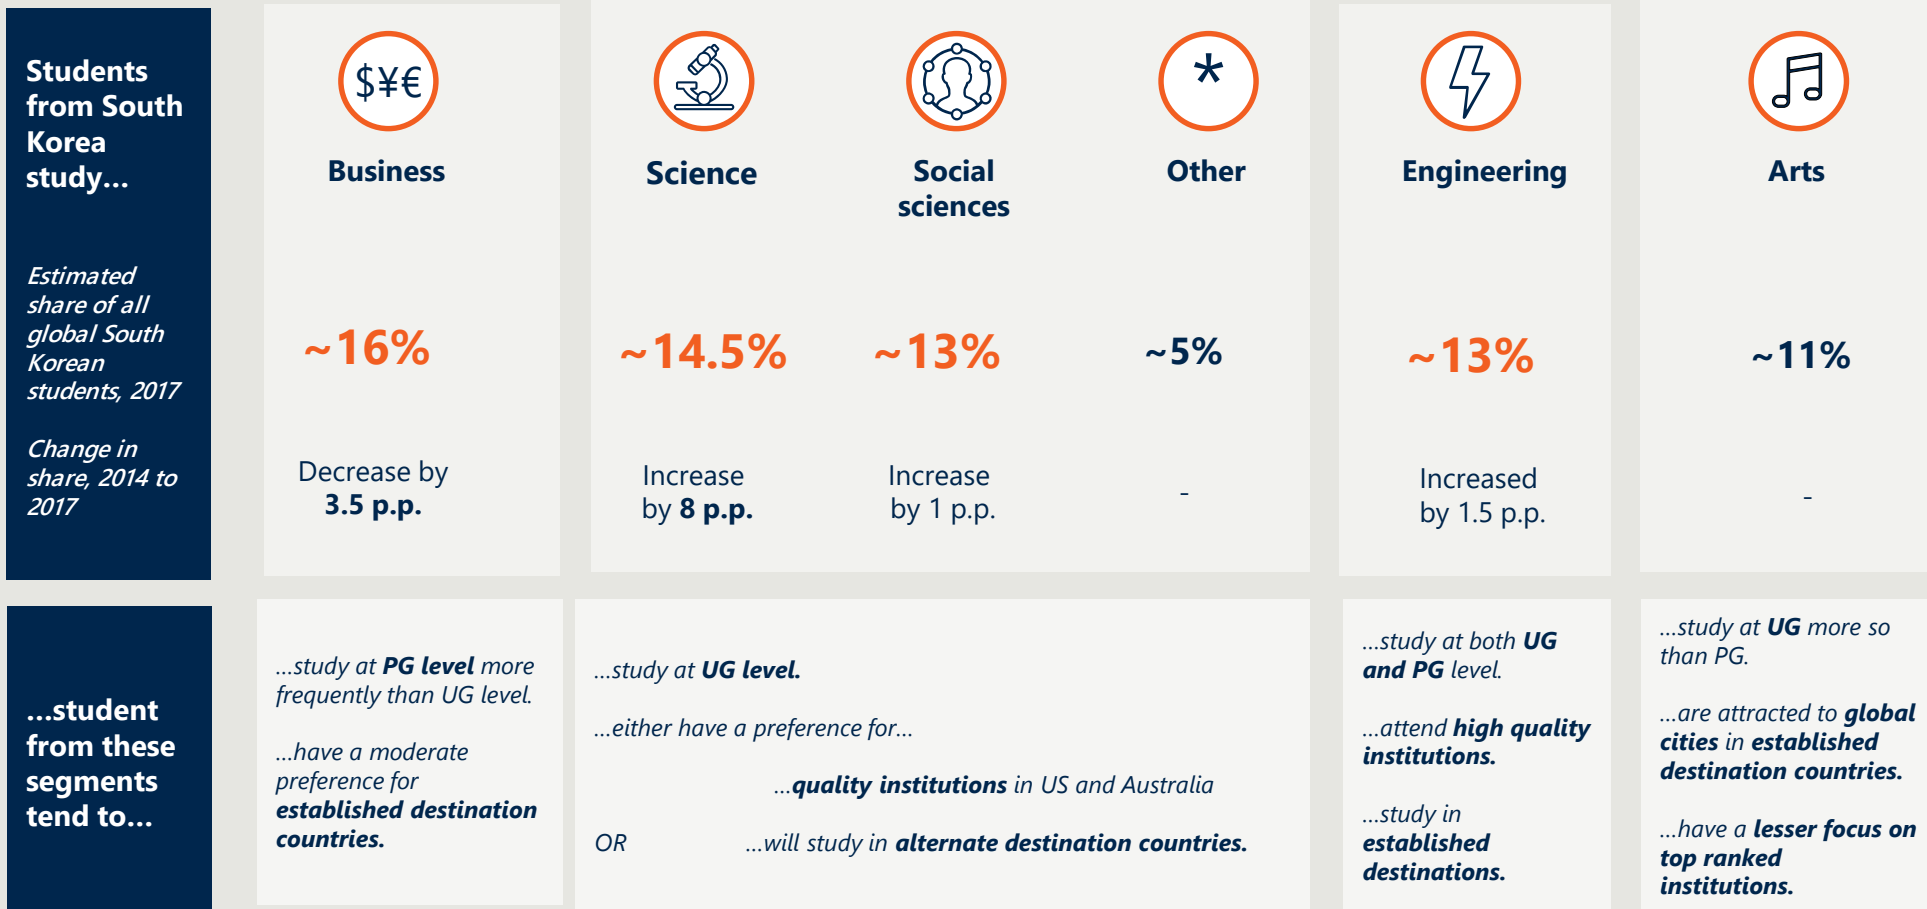 Students
from South
Korea
study...
Estimated
share of all
global South
Korean
students, 2017
Change in
share, 2014 to
2017
$¥€
Business
~16%
Decrease by
3.5 p.p.
Science
~14.5%
Increase
by 8 p.p.
Social
sciences
~13%
Increase
by 1 p.p.
*
Other
~5%
-
Engineering
~13%
Increased
by 1.5 p.p.
Arts
~11%
-
...student
from these
segments
tend to...
...study at PG level more
frequently than UG level.
...have a moderate
preference for
established destination
countries.
...study at UG level.
...either have a preference for...
...quality institutions in US and Australia
OR ...will study in alternate destination countries.
...study at both UG
and PG level.
...attend high quality
institutions.
...study in
established
destinations.
...study at UG more so
than PG.
...are attracted to global
cities in established
destination countries.
...have a lesser focus on
top ranked
institutions.